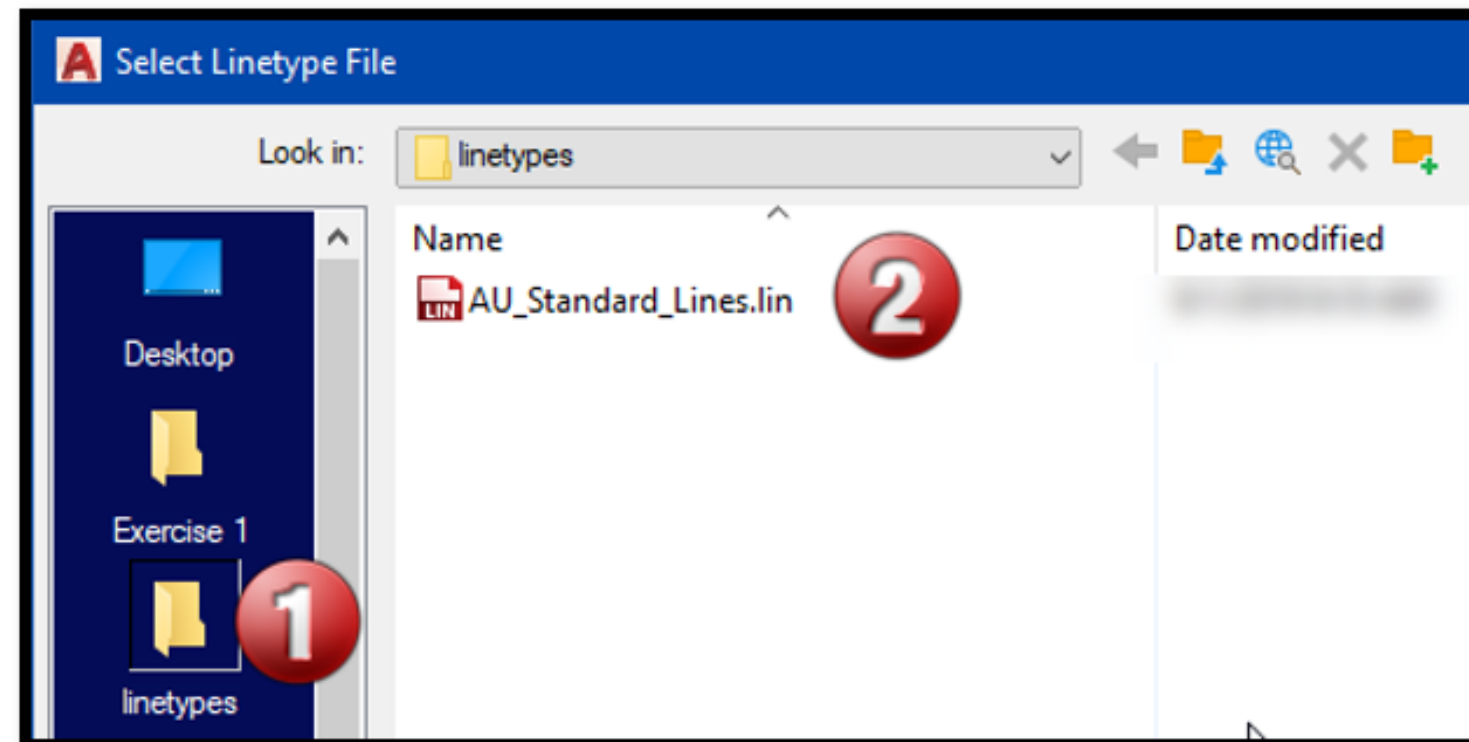 Select Linetype File
Look in:
linetypes
Name
Date modified
LIN AU_Standard_Lines.lin
2
Desktop
Exercise 1
1
linetypes